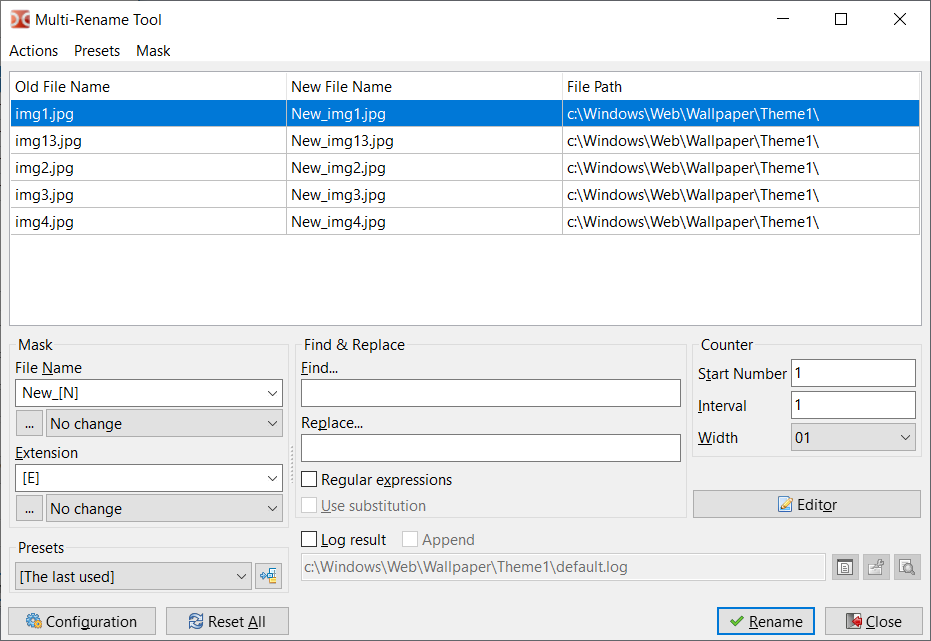 Multi-Rename Tool
Actions Presets Mask
Old File Name New File Name File Path
img1.jpg New_img1.jpg c:\Windows\Web\Wallpaper\Theme1\
img13.jpg New_img13.jpg c:\Windows\Web\Wallpaper\Theme1\
img2.jpg New_img2.jpg c:\Windows\Web\Wallpaper\Theme1\
img3.jpg New_img3.jpg c:\Windows\Web\Wallpaper\Theme1\
img4.jpg New_img4.jpg c:\Windows\Web\Wallpaper\Theme1\
Mask
File Name
New_[N]
... No change
Extension
[E]
... No change
Presets
[The last used]
Find & Replace
Find...
Replace...
Regular expressions
Use substitution
Log result Append
c:\Windows\Web\Wallpaper\Theme1\default.log
Counter
Start Number 1
Interval 1
Width 01
Editor
Configuration Reset All Rename Close